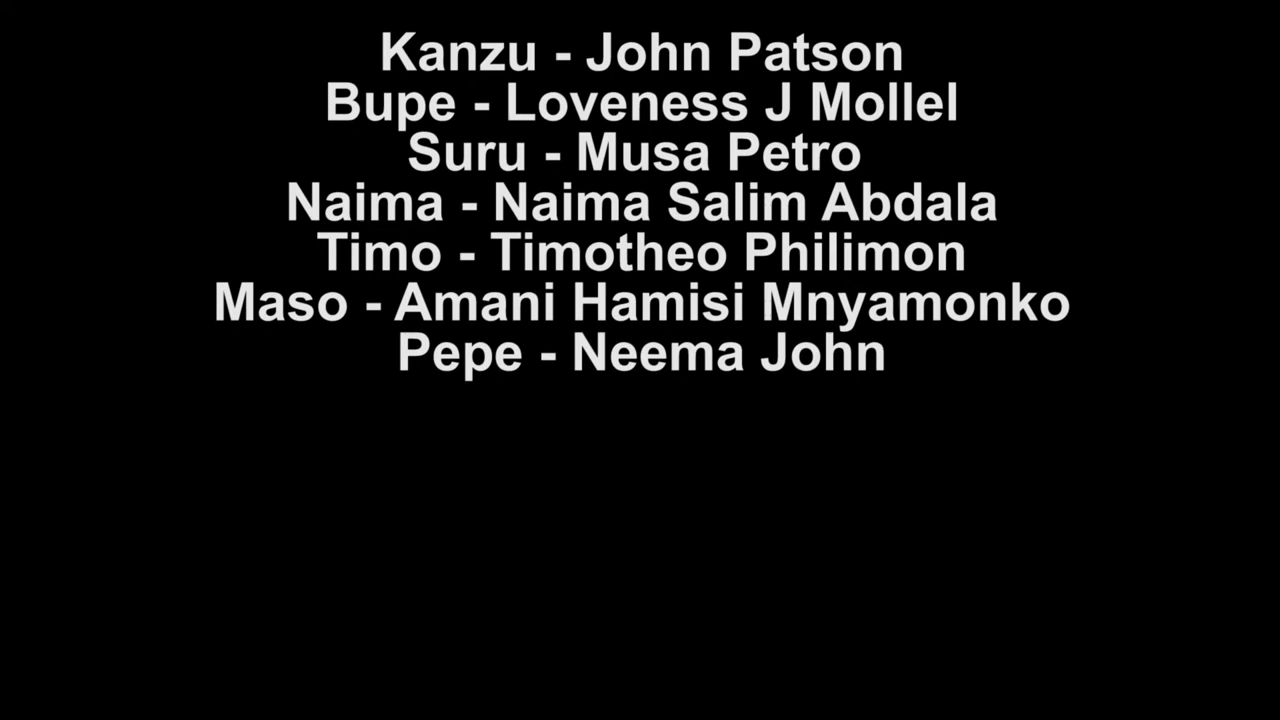 Kanzu - John Patson
Bupe - Loveness J Mollel
Suru - Musa Petro
Naima - Naima Salim Abdala
Timo - Timotheo Philimon
Maso - Amani Hamisi Mnyamonko
Pepe - Neema John